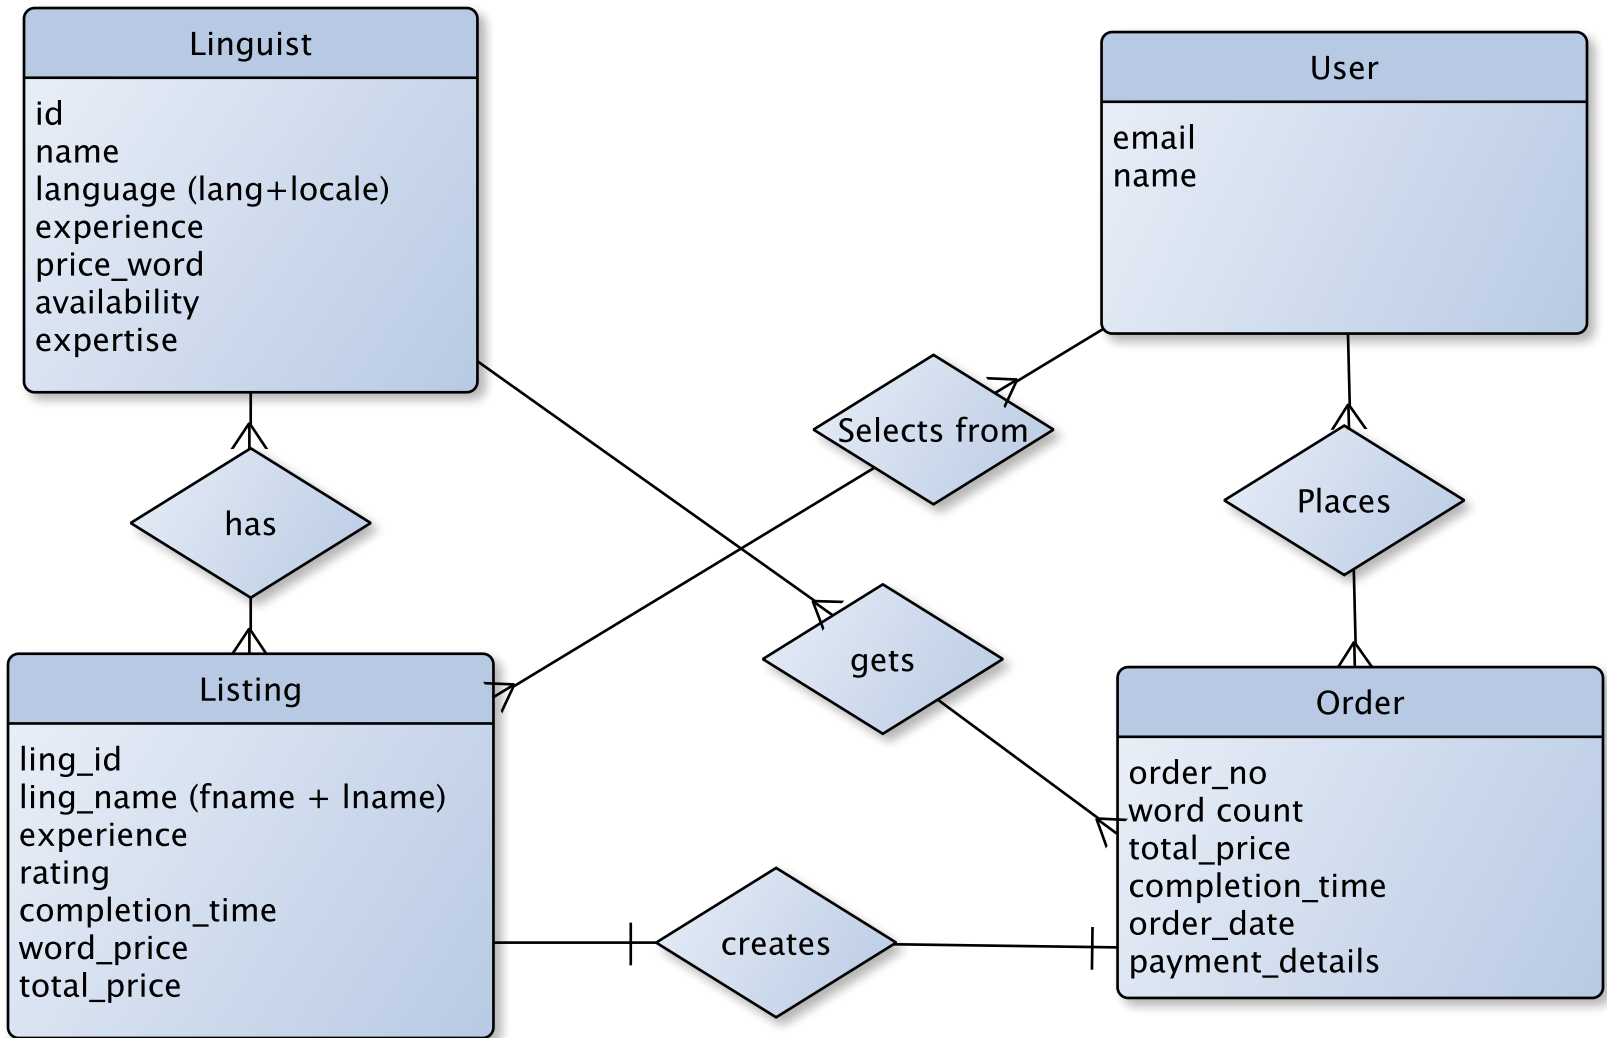 Linguist
id
name
language (lang+locale)
experience
price_word
availability
expertise
User
email
name
Selects from
has
Places
gets
Listing
ling_id
ling_name (fname + lname)
experience
rating
completion_time
word_price
total_price
creates
Order
order_no
word count
total_price
completion_time
order_date
payment_details